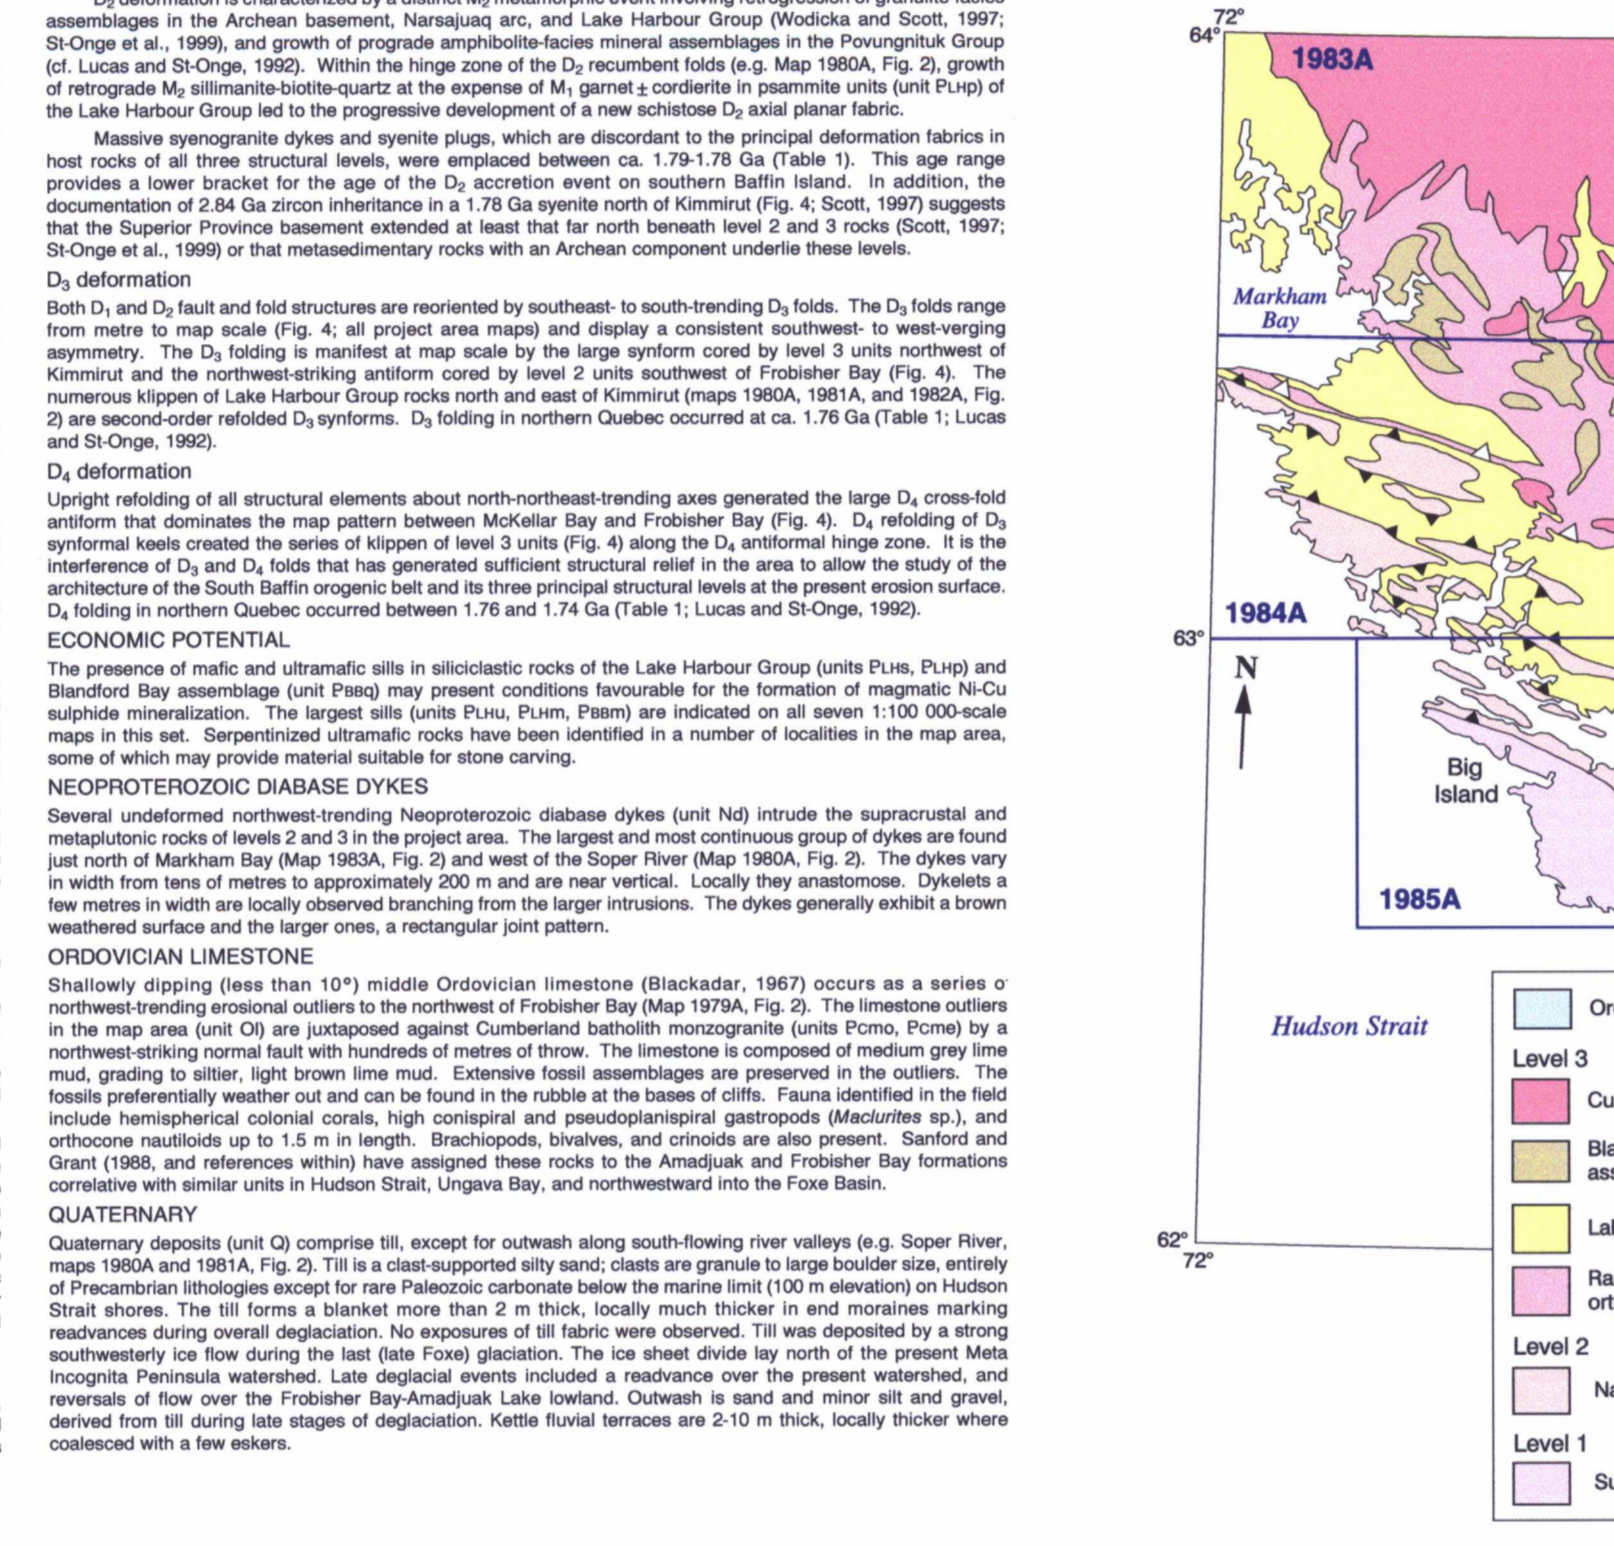 D2 deformation is characterized by a distinct M2 metamorphic event involving retrogression of granulite-facies
assemblages in the Archean basement, Narsajuaq arc, and Lake Harbour Group (Wodicka and Scott, 1997;
St-Onge et al., 1999), and growth of prograde amphibolite-facies mineral assemblages in the Povungnituk Group
(cf. Lucas and St-Onge, 1992). Within the hinge zone of the D2 recumbent folds (e.g. Map 1980A, Fig. 2), growth
of retrograde M2 sillimanite-biotite-quartz at the expense of M1 garnet ± cordierite in psammite units (unit PLHp) of
the Lake Harbour Group led to the progressive development of a new schistose D2 axial planar fabric.
Massive syenogranite dykes and syenite plugs, which are discordant to the principal deformation fabrics in
host rocks of all three structural levels, were emplaced between ca. 1.79-1.78 Ga (Table 1). This age range
provides a lower bracket for the age of the D2 accretion event on southern Baffin Island. In addition, the
documentation of 2.84 Ga zircon inheritance in a 1.78 Ga syenite north of Kimmirut (Fig. 4; Scott, 1997) suggests
that the Superior Province basement extended at least that far north beneath level 2 and 3 rocks (Scott, 1997;
St-Onge et al., 1999) or that metasedimentary rocks with an Archean component underlie these levels.
D3 deformation
Both D1 and D2 fault and fold structures are reoriented by southeast- to south-trending D3 folds. The D3 folds range
from metre to map scale (Fig. 4; all project area maps) and display a consistent southwest- to west-verging
asymmetry. The D3 folding is manifest at map scale by the large synform cored by level 3 units northwest of
Kimmirut and the northwest-striking antiform cored by level 2 units southwest of Frobisher Bay (Fig. 4). The
numerous klippen of Lake Harbour Group rocks north and east of Kimmirut (maps 1980A, 1981A, and 1982A, Fig.
2) are second-order refolded D3 synforms. D3 folding in northern Quebec occurred at ca. 1.76 Ga (Table 1; Lucas
and St-Onge, 1992).
D4 deformation
Upright refolding of all structural elements about north-northeast-trending axes generated the large D4 cross-fold
antiform that dominates the map pattern between McKellar Bay and Frobisher Bay (Fig. 4). D4 refolding of D3
synformal keels created the series of klippen of level 3 units (Fig. 4) along the D4 antiformal hinge zone. It is the
interference of D3 and D4 folds that has generated sufficient structural relief in the area to allow the study of the
architecture of the South Baffin orogenic belt and its three principal structural levels at the present erosion surface.
D4 folding in northern Quebec occurred between 1.76 and 1.74 Ga (Table 1; Lucas and St-Onge, 1992).
ECONOMIC POTENTIAL
The presence of mafic and ultramafic sills in siliciclastic rocks of the Lake Harbour Group (units PLHs, PLHp) and
Blandford Bay assemblage (unit PBBq) may present conditions favourable for the formation of magmatic Ni-Cu
sulphide mineralization. The largest sills (units PLHu, PLHm, PBBm) are indicated on all seven 1:100 000-scale
maps in this set. Serpentinized ultramafic rocks have been identified in a number of localities in the map area,
some of which may provide material suitable for stone carving.
NEOPROTEROZOIC DIABASE DYKES
Several undeformed northwest-trending Neoproterozoic diabase dykes (unit Nd) intrude the supracrustal and
metaplutonic rocks of levels 2 and 3 in the project area. The largest and most continuous group of dykes are found
just north of Markham Bay (Map 1983A, Fig. 2) and west of the Soper River (Map 1980A, Fig. 2). The dykes vary
in width from tens of metres to approximately 200 m and are near vertical. Locally they anastomose. Dykelets a
few metres in width are locally observed branching from the larger intrusions. The dykes generally exhibit a brown
weathered surface and the larger ones, a rectangular joint pattern.
ORDOVICIAN LIMESTONE
Shallowly dipping (less than 10°) middle Ordovician limestone (Blackadar, 1967) occurs as a series o
northwest-trending erosional outliers to the northwest of Frobisher Bay (Map 1979A, Fig. 2). The limestone outliers
in the map area (unit Ol) are juxtaposed against Cumberland batholith monzogranite (units Pcmo, Pcme) by a
northwest-striking normal fault with hundreds of metres of throw. The limestone is composed of medium grey lime
mud, grading to siltier, light brown lime mud. Extensive fossil assemblages are preserved in the outliers. The
fossils preferentially weather out and can be found in the rubble at the bases of cliffs. Fauna identified in the field
include hemispherical colonial corals, high conispiral and pseudoplanispiral gastropods (Maclurites sp.), and
orthocone nautiloids up to 1.5 m in length. Brachiopods, bivalves, and crinoids are also present. Sanford and
Grant (1988, and references within) have assigned these rocks to the Amadjuak and Frobisher Bay formations
correlative with similar units in Hudson Strait, Ungava Bay, and northwestward into the Foxe Basin.
QUATERNARY
Quaternary deposits (unit Q) comprise till, except for outwash along south-flowing river valleys (e.g. Soper River,
maps 1980A and 1981A, Fig. 2). Till is a clast-supported silty sand; clasts are granule to large boulder size, entirely
of Precambrian lithologies except for rare Paleozoic carbonate below the marine limit (100 m elevation) on Hudson
Strait shores. The till forms a blanket more than 2 m thick, locally much thicker in end moraines marking
readvances during overall deglaciation. No exposures of till fabric were observed. Till was deposited by a strong
southwesterly ice flow during the last (late Foxe) glaciation. The ice sheet divide lay north of the present Meta
Incognita Peninsula watershed. Late deglacial events included a readvance over the present watershed, and
reversals of flow over the Frobisher Bay-Amadjuak Lake lowland. Outwash is sand and minor silt and gravel,
derived from till during late stages of deglaciation. Kettle fluvial terraces are 2-10 m thick, locally thicker where
coalesced with a few eskers.
72°
64°
1983A
Markham
Bay
1984A
63°
N
Big
Island
1985A
Hudson Strait
62°
72°
Or
Level 3
Cu
Bla
ass
Lal
Ra
ort
Level 2
Na
Level 1
Su